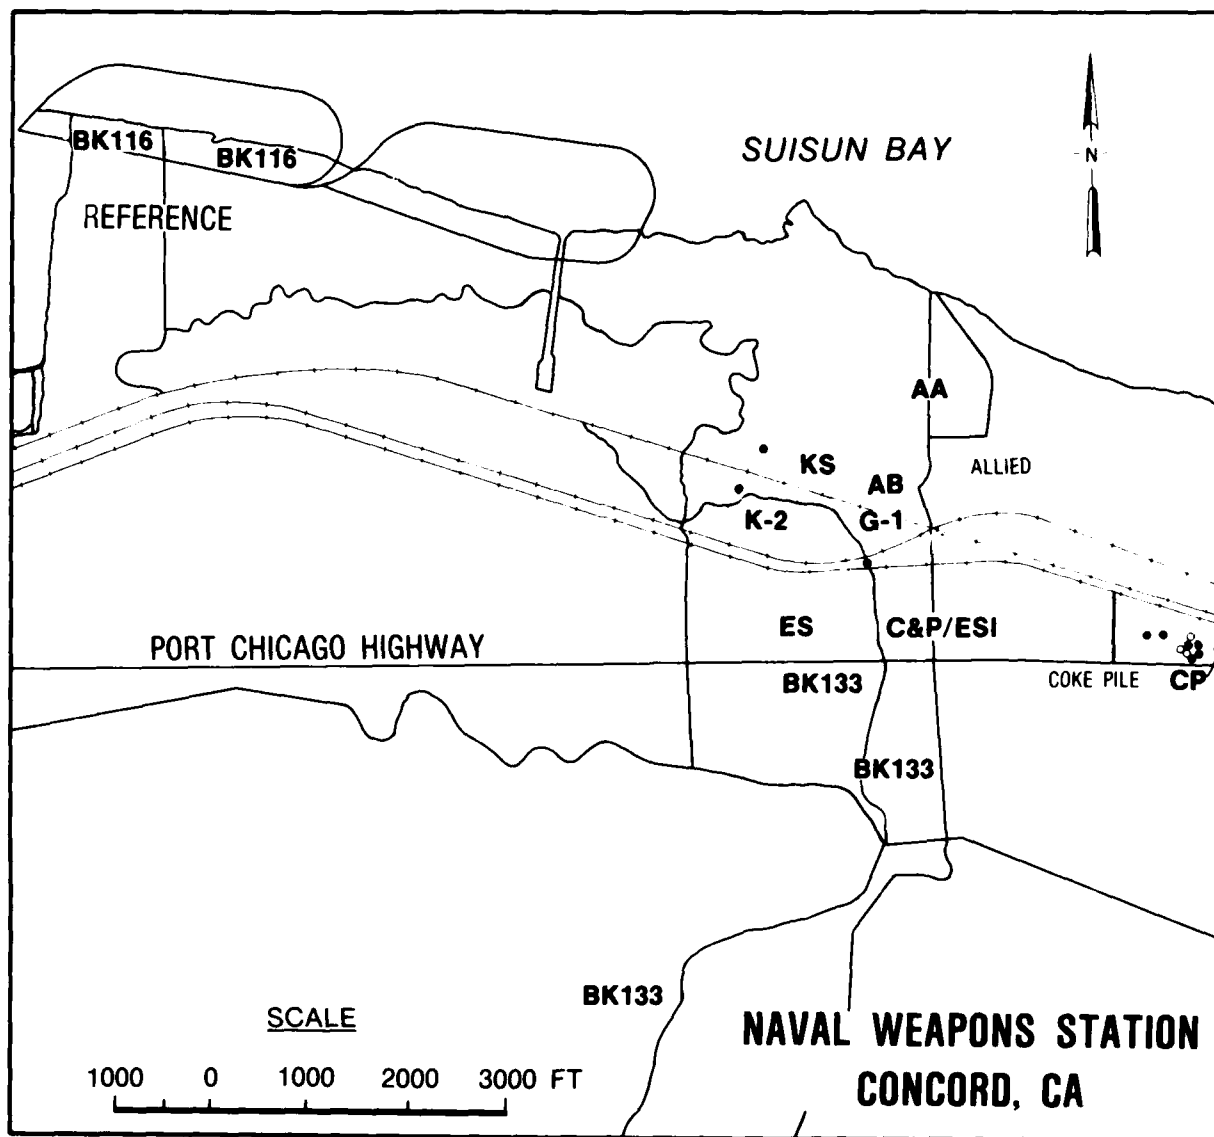 BK116
BK116
SUISUN BAY
N
REFERENCE
AA
KS
ALLIED
AB
K-2
G-1
ES
C&P/ESI
PORT CHICAGO HIGHWAY
BK133
COKE PILE
CP
BK133
BK133
SCALE
NAVAL WEAPONS STATION
CONCORD, CA
1000 0 1000 2000 3000 FT